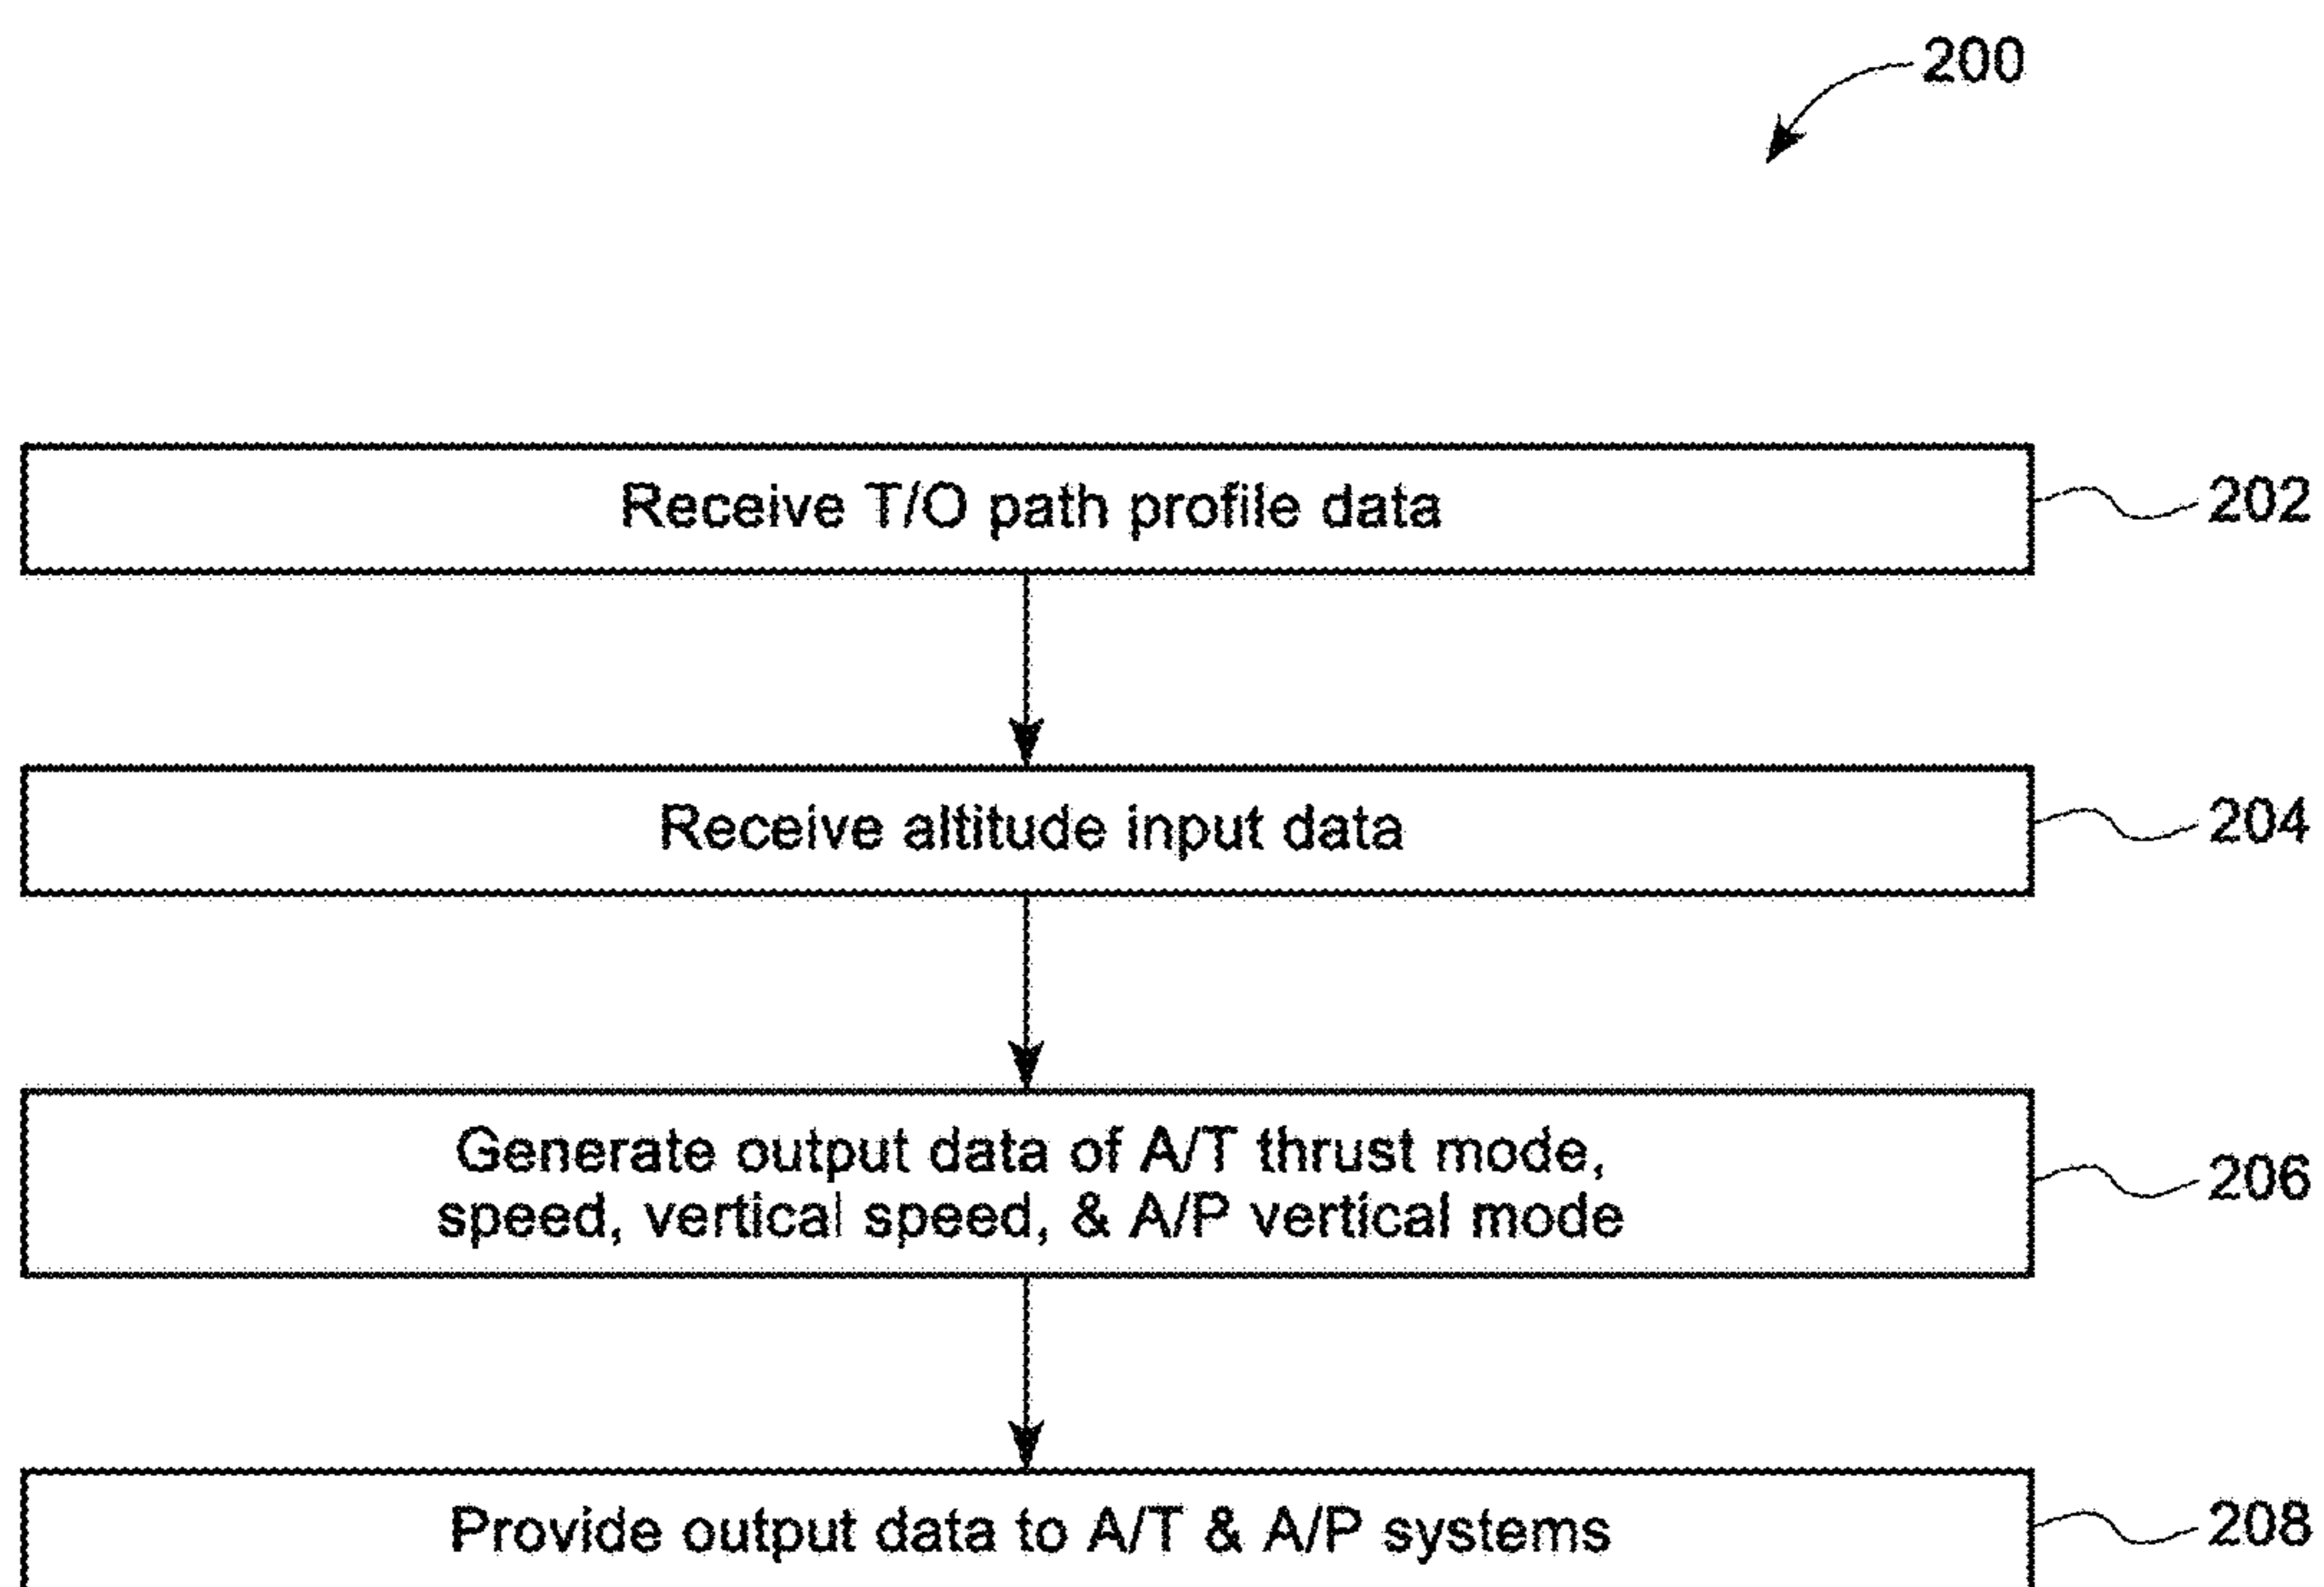 200
Receive T/O path profile data
202
Receive altitude input data
204
Generate output data of A/T thrust mode,
speed, vertical speed, & A/P vertical mode
206
Provide output data to A/T & A/P systems
208